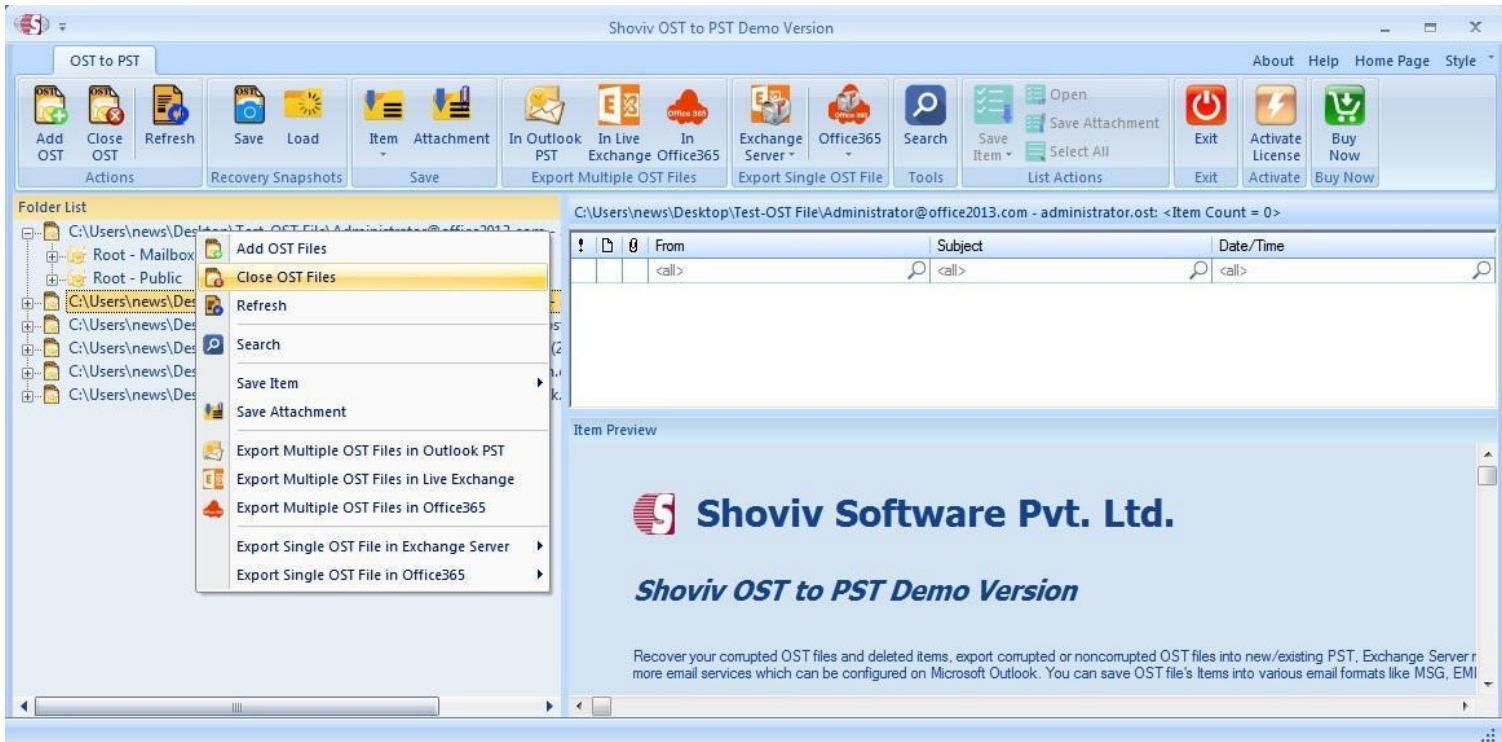 Shoviv OST to PST Demo Version
OST to PST
About Help Home Page Style
Add OST
Close OST
Refresh
Save
Load
Item
Attachment
In Outlook PST
In Live Exchange
In Office365
Exchange Server
Office365
Search
Save Item
Open
Save Attachment
Select All
Exit
Activate License
Buy Now
Actions
Recovery Snapshots
Save
Export Multiple OST Files
Export Single OST File
Tools
List Actions
Exit
Activate
Buy Now
Folder List
C:\Users\news\Desktop\Test-OST File\Administrator@office2013.com -
Root - Mailbox
Root - Public
C:\Users\news\Des
C:\Users\news\Des
C:\Users\news\Des
C:\Users\news\Des
C:\Users\news\Des
Add OST Files
Close OST Files
Refresh
Search
Save Item
Save Attachment
Export Multiple OST Files in Outlook PST
Export Multiple OST Files in Live Exchange
Export Multiple OST Files in Office365
Export Single OST File in Exchange Server
Export Single OST File in Office365
C:\Users\news\Desktop\Test-OST File\Administrator@office2013.com - administrator.ost: <Item Count = 0>
From Subject Date/Time
<all> <all> <all>
Item Preview
Shoviv Software Pvt. Ltd.
Shoviv OST to PST Demo Version
Recover your corrupted OST files and deleted items, export corrupted or noncorrupted OST files into new/existing PST, Exchange Server
more email services which can be configured on Microsoft Outlook. You can save OST file's Items into various email formats like MSG, EML